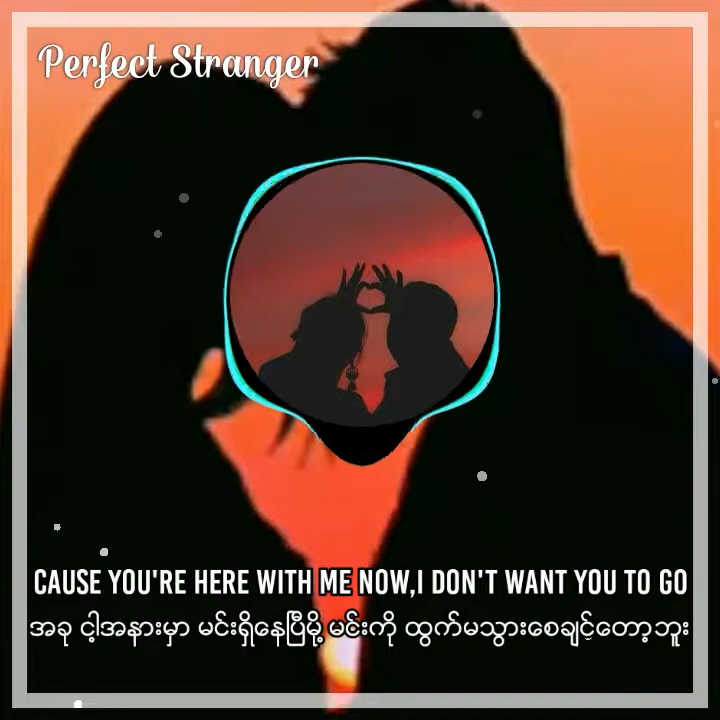 Perfect Stranger
CAUSE YOU'RE HERE WITH ME NOW,I DON'T WANT YOU TO GO
အခု ငါ့အနားမှာ မင်းရှိနေပြီမို့ မင်းကို ထွက်မသွားစေချင်တော့ဘူး